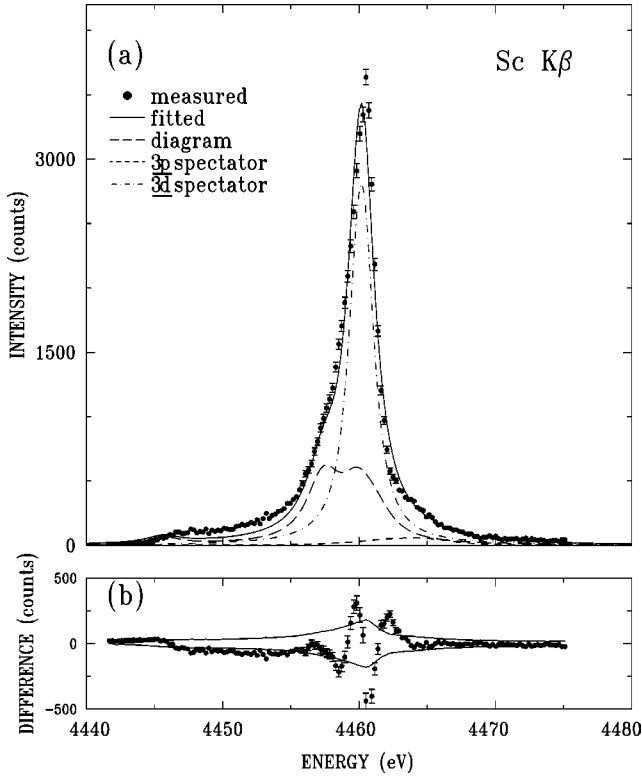 (a)
Sc Kβ
measured
fitted
diagram
3p spectator
3d spectator
INTENSITY (counts)
3000
1500
0
(b)
DIFFERENCE (counts)
500
0
-500
4440 4450 4460 4470 4480
ENERGY (eV)